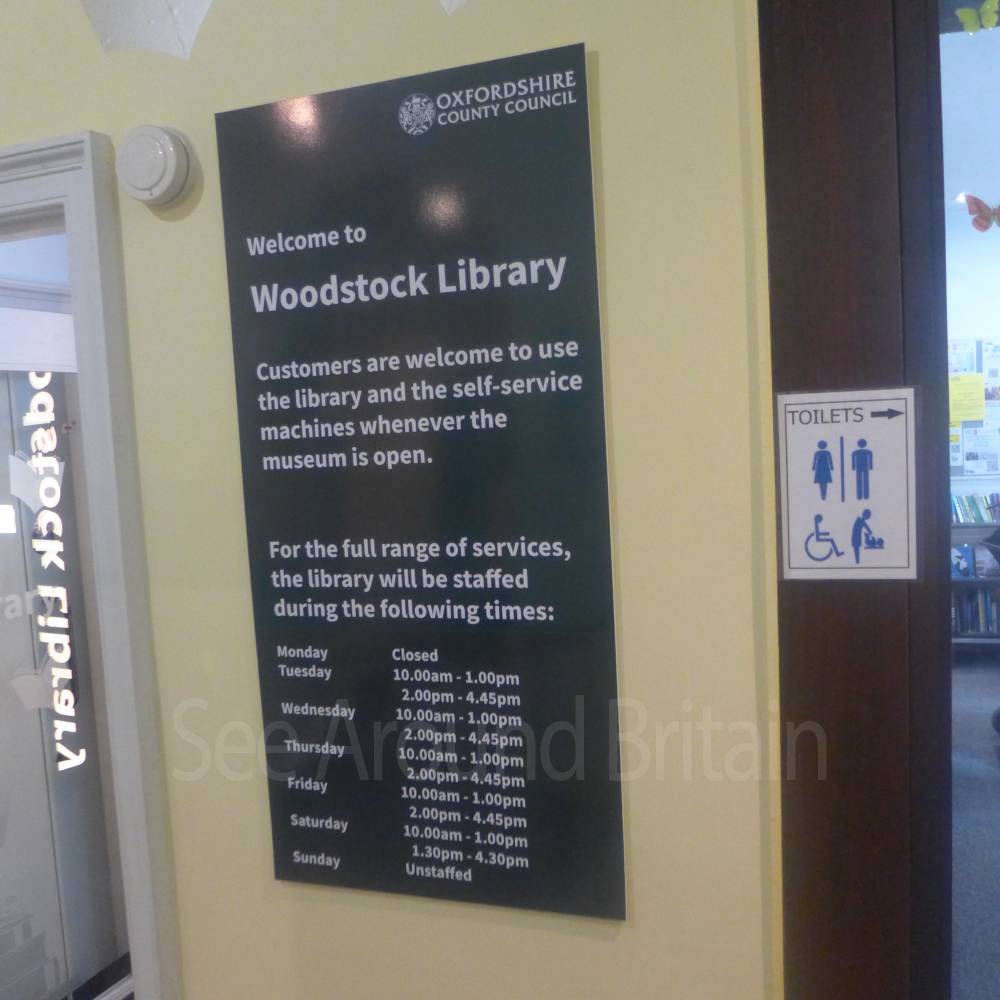 OXFORDSHIRE
COUNTY COUNCIL
Welcome to
Woodstock Library
Customers are welcome to use
the library and the self-service
machines whenever the
museum is open.
For the full range of services,
the library will be staffed
during the following times:
Monday Closed
Tuesday 10.00am - 1.00pm
2.00pm - 4.45pm
Wednesday 10.00am - 1.00pm
2.00pm - 4.45pm
Thursday 10.00am - 1.00pm
2.00pm - 4.45pm
Friday 10.00am - 1.00pm
2.00pm - 4.45pm
Saturday 10.00am - 1.00pm
1.30pm - 4.30pm
Sunday Unstaffed
TOILETS
odstock Library
rary
See Around Britain